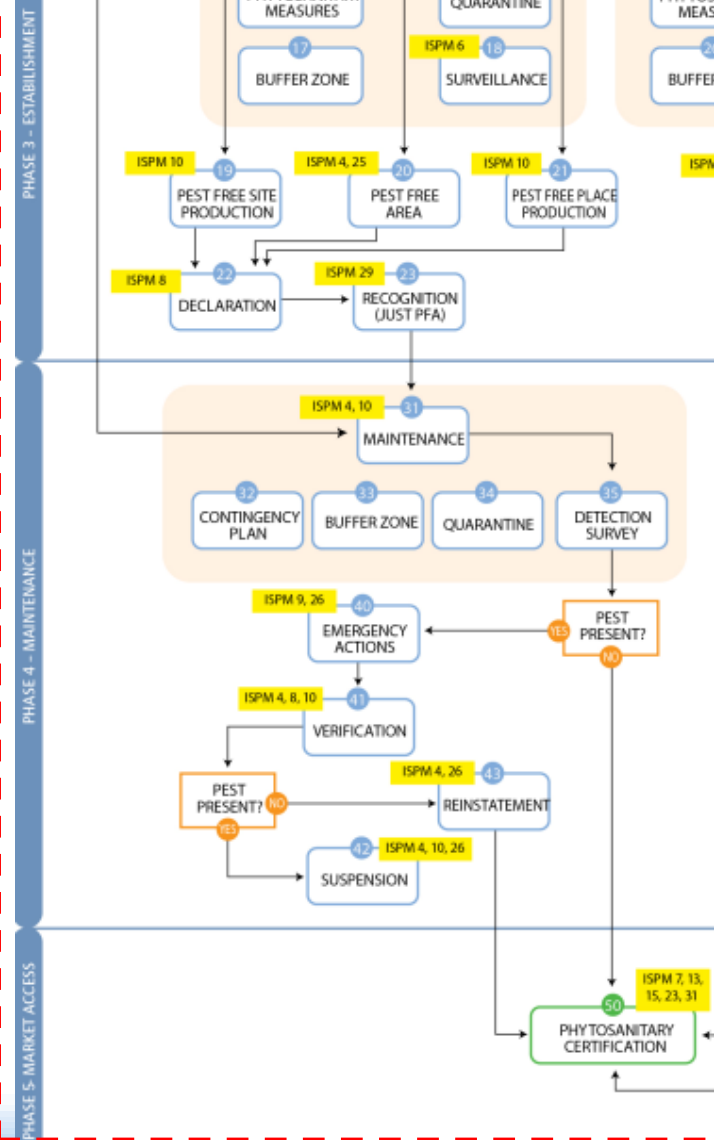 PHASE 3 – ESTABILISHMENT
MEASURES
QUARANTINE
17
BUFFER ZONE
ISPM 6
18
SURVEILLANCE
ISPM 10
19
PEST FREE SITE
PRODUCTION
ISPM 4, 25
20
PEST FREE
AREA
ISPM 10
21
PEST FREE PLACE
PRODUCTION
ISPM 8
22
DECLARATION
ISPM 29
23
RECOGNITION
(JUST PFA)
PHASE 4 – MAINTENANCE
ISPM 4, 10
31
MAINTENANCE
32
CONTINGENCY
PLAN
33
BUFFER ZONE
34
QUARANTINE
35
DETECTION
SURVEY
ISPM 9, 26
40
EMERGENCY
ACTIONS
PEST
PRESENT?
YES
NO
ISPM 4, 8, 10
41
VERIFICATION
PEST
PRESENT?
NO
YES
ISPM 4, 26
43
REINSTATEMENT
42
ISPM 4, 10, 26
SUSPENSION
PHASE 5- MARKET ACCESS
ISPM 7, 13,
15, 23, 31
50
PHYTOSANITARY
CERTIFICATION